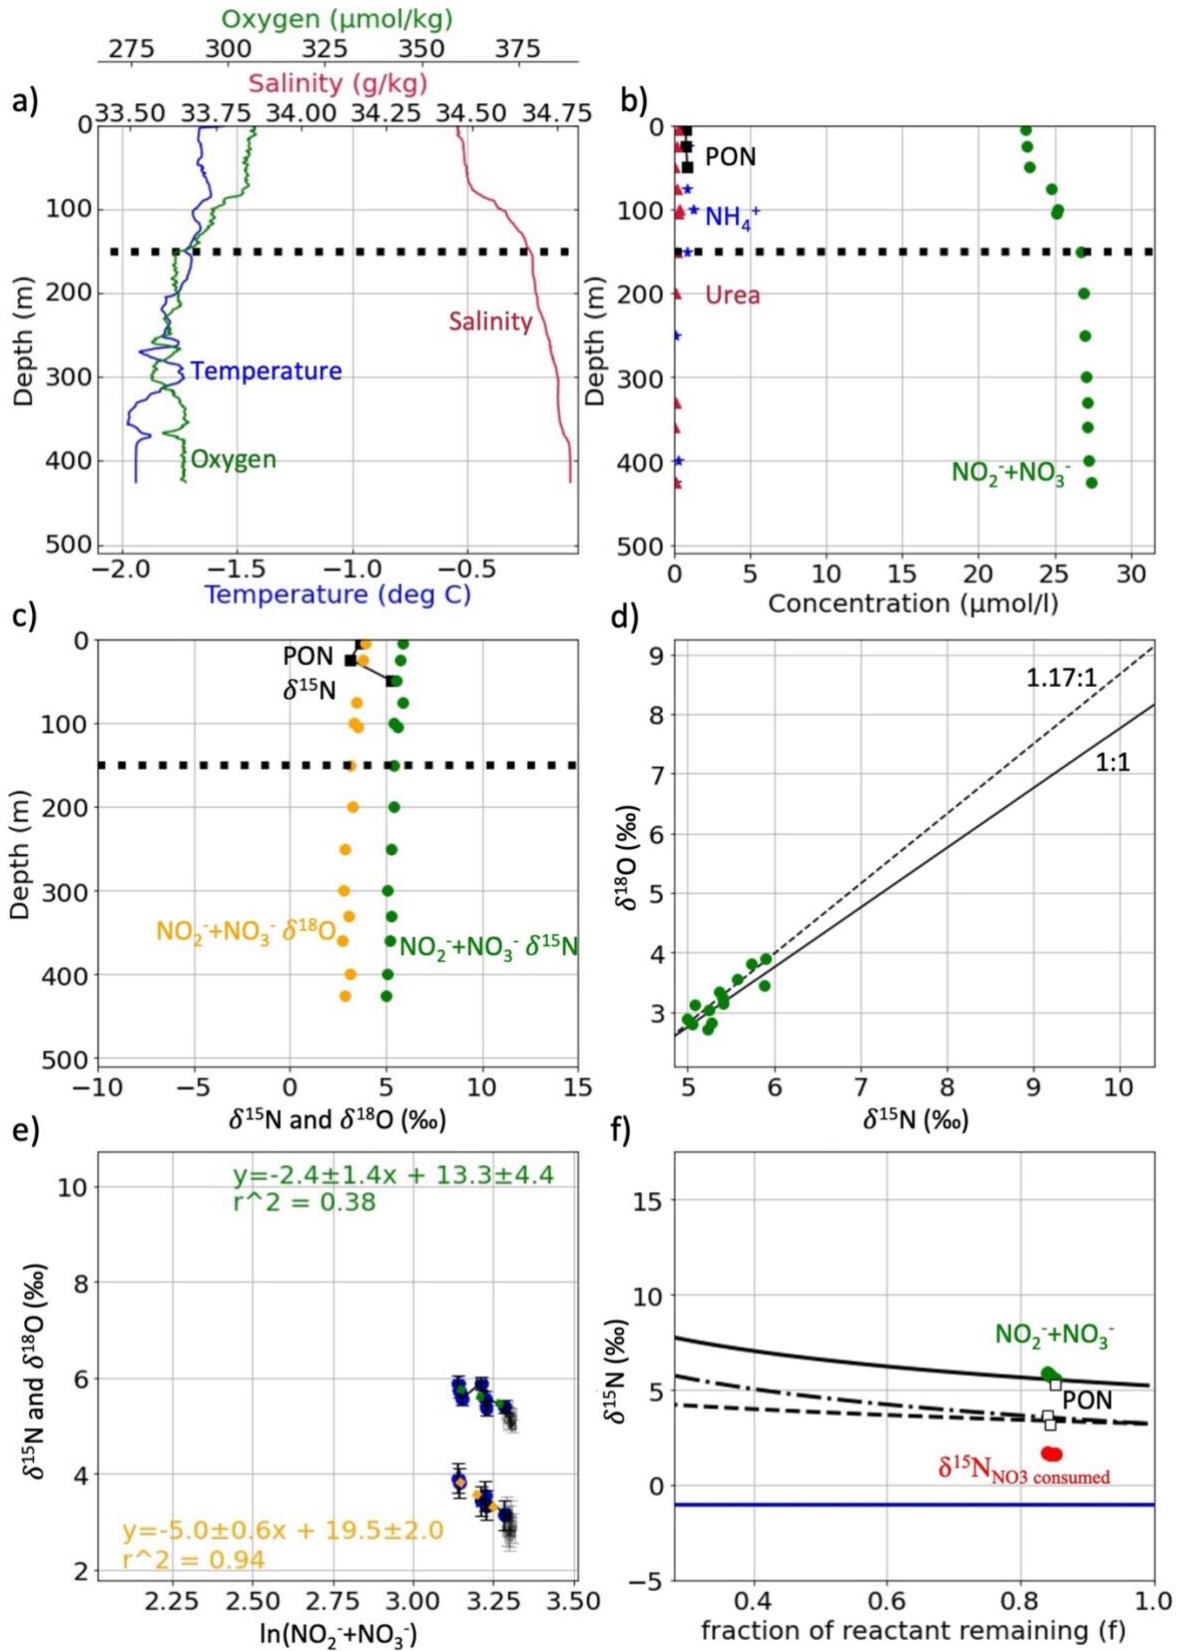 Oxygen (μmol/kg)
275 300 325 350 375
Salinity (g/kg)
a)
33.50 33.75 34.00 34.25 34.50 34.75
0
100
200
300
400
500
Depth (m)
Salinity
Temperature
Oxygen
−2.0 −1.5 −1.0 −0.5
Temperature (deg C)
b)
0
100
200
300
400
500
Depth (m)
PON
NH₄⁺
Urea
NO₂⁻+NO₃⁻
0 5 10 15 20 25 30
Concentration (μmol/l)
c)
0
100
200
300
400
500
Depth (m)
PON
δ¹⁵N
NO₂⁻+NO₃⁻ δ¹⁸O
NO₂⁻+NO₃⁻ δ¹⁵N
−10 −5 0 5 10 15
δ¹⁵N and δ¹⁸O (‰)
d)
9
8
7
6
5
4
3
δ¹⁸O (‰)
1.17:1
1:1
5 6 7 8 9 10
δ¹⁵N (‰)
e)
10
8
6
4
2
δ¹⁵N and δ¹⁸O (‰)
y=-2.4±1.4x + 13.3±4.4
r^2 = 0.38
y=-5.0±0.6x + 19.5±2.0
r^2 = 0.94
2.25 2.50 2.75 3.00 3.25 3.50
ln(NO₂⁻+NO₃⁻)
f)
15
10
5
0
−5
δ¹⁵N (‰)
NO₂⁻+NO₃⁻
PON
δ¹⁵N_NO3 consumed
0.4 0.6 0.8 1.0
fraction of reactant remaining (f)